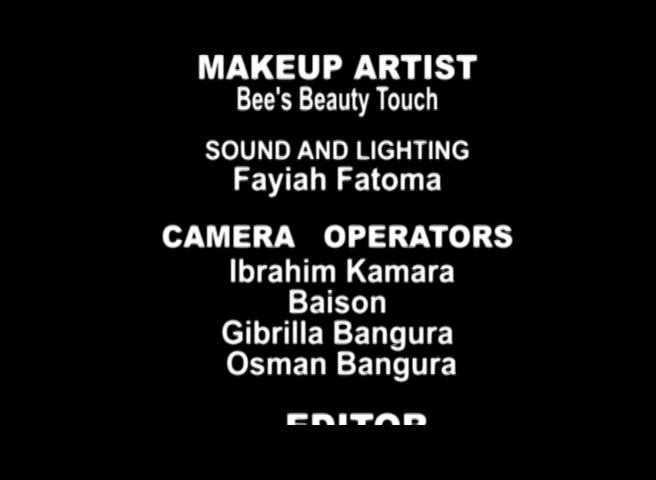 MAKEUP ARTIST
Bee's Beauty Touch
SOUND AND LIGHTING
Fayiah Fatoma
CAMERA OPERATORS
Ibrahim Kamara
Baison
Gibrilla Bangura
Osman Bangura
EDITOR